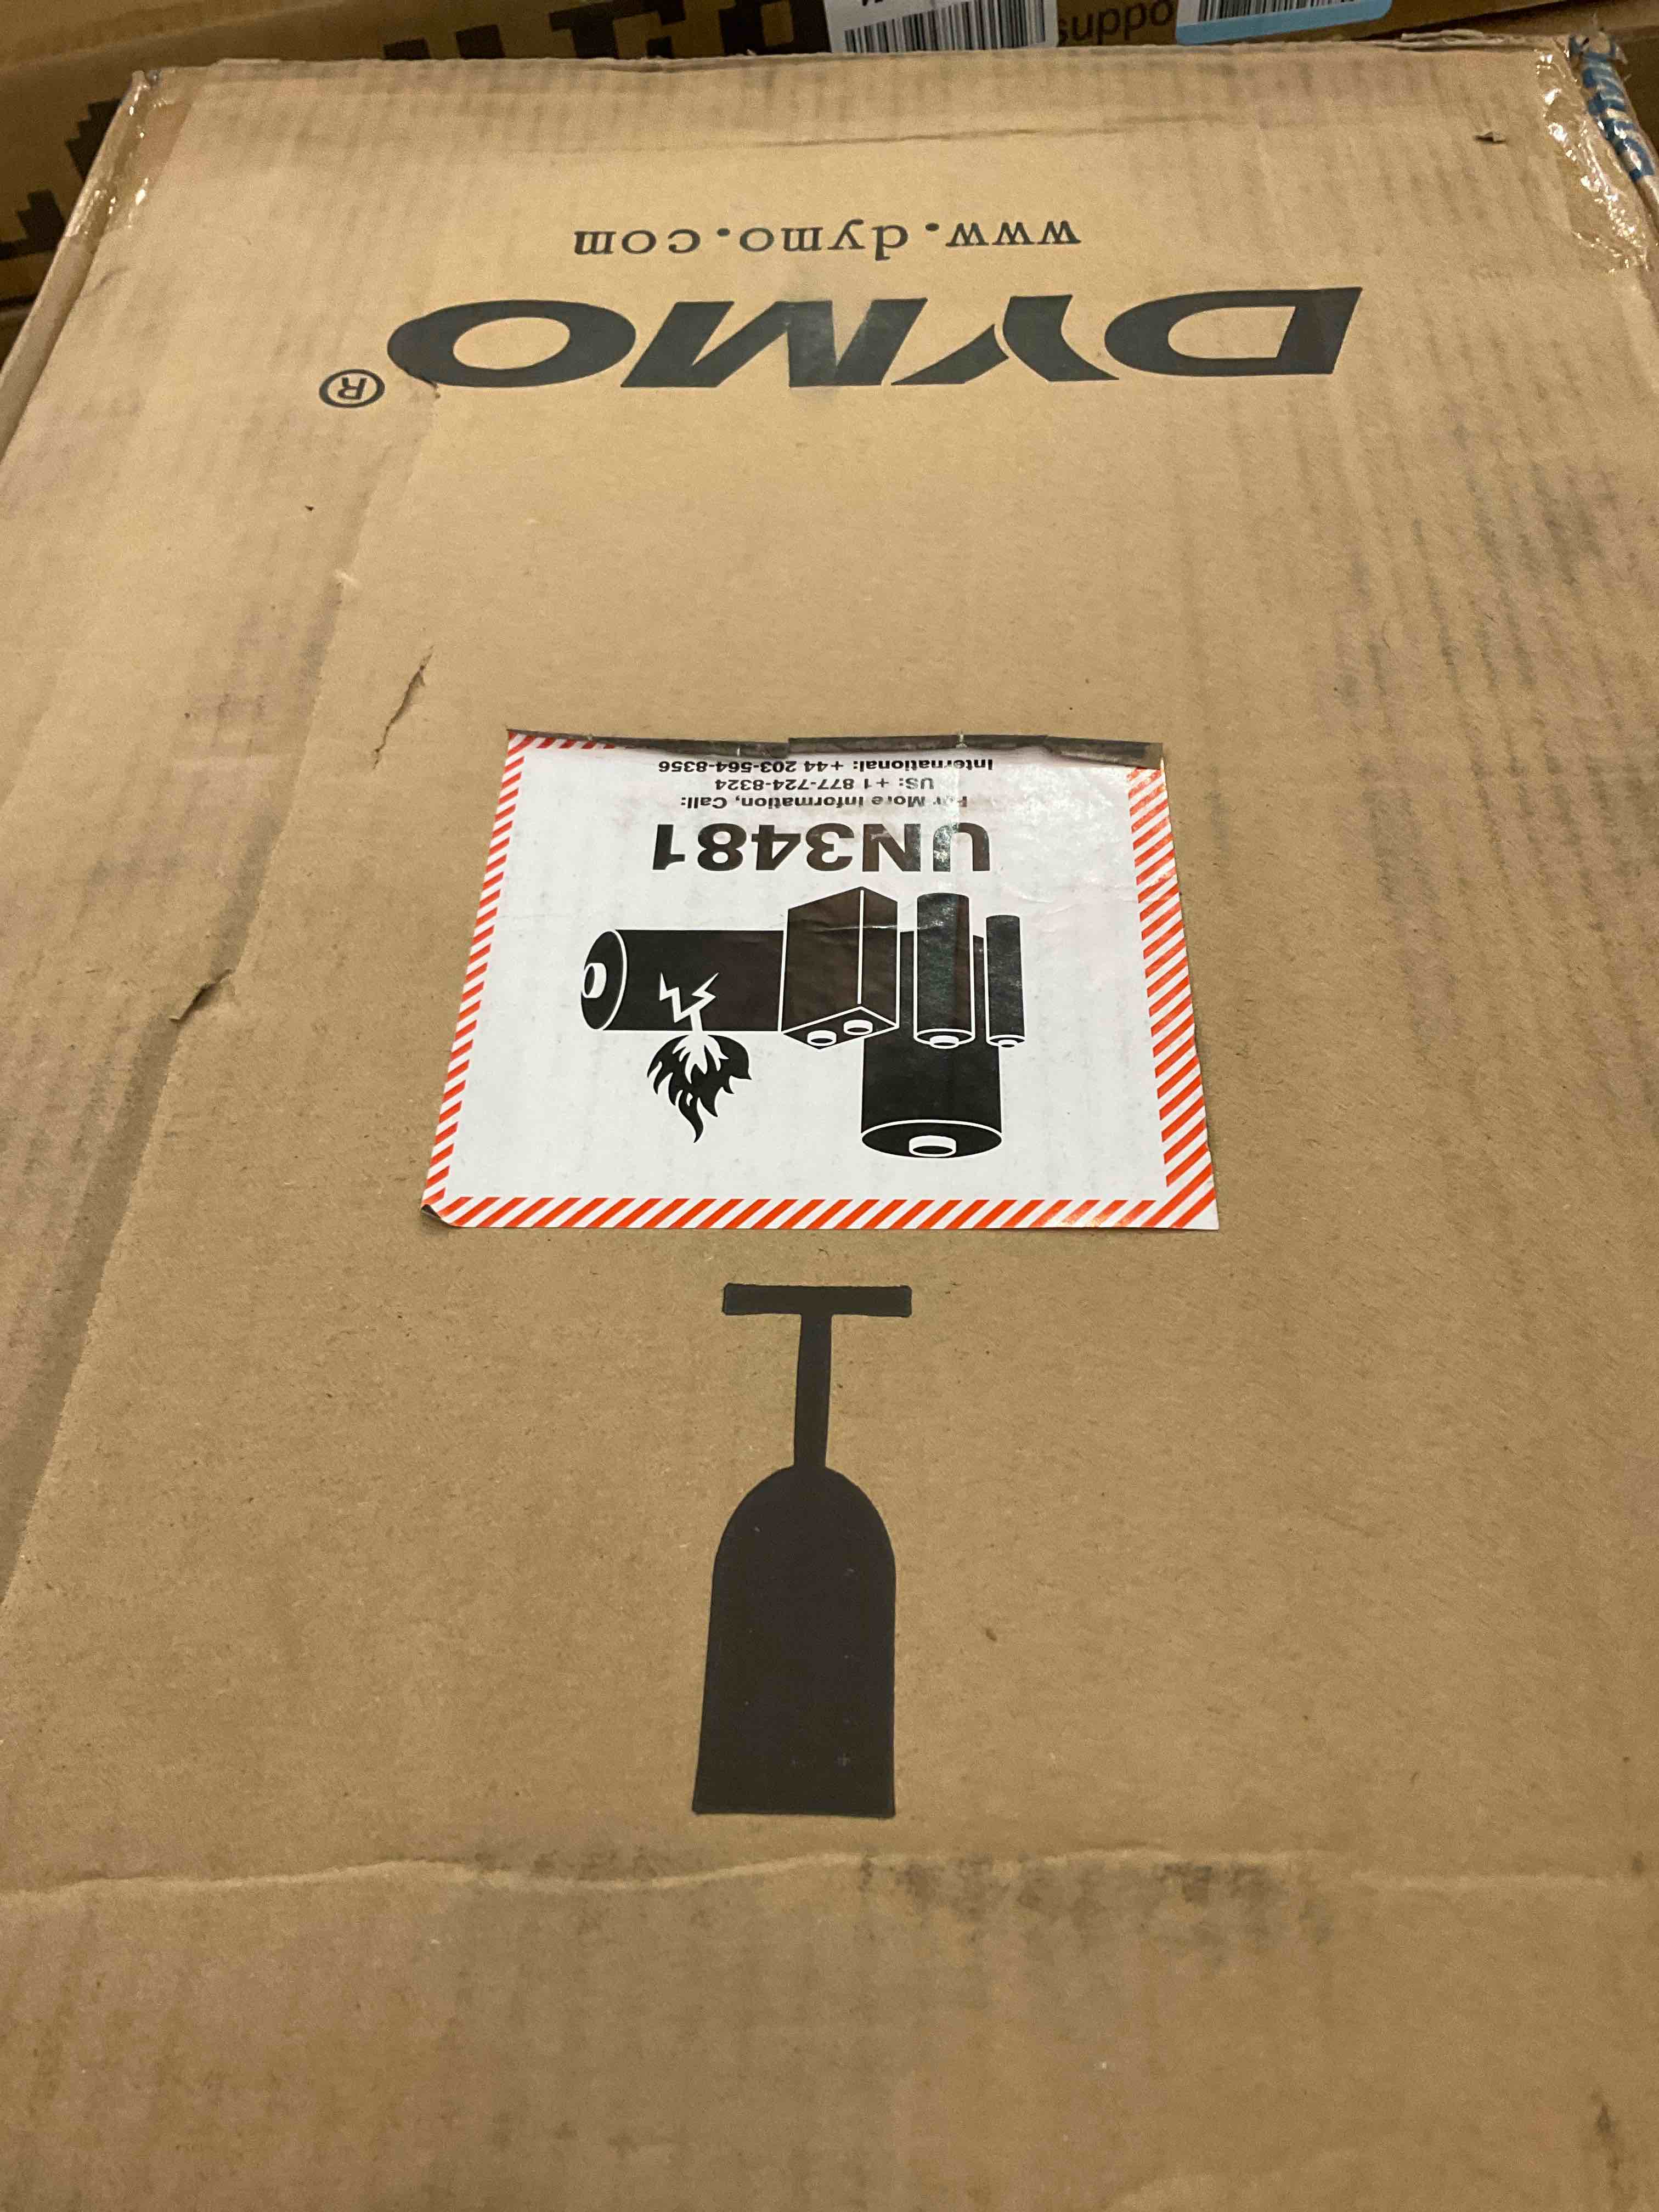 UN3481
For More Information, Call:
US: +1 877-724-8324
International: +44 203-564-8356
DYMO®
www.dymo.com
suppo